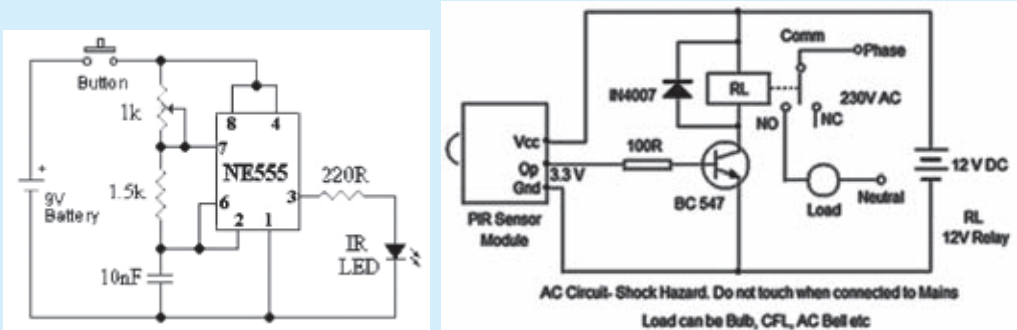 Button
1k
8
4
7
NE555
220R
1.5k
3
+
9V
Battery
6
2
1
IR
LED
10nF
Comm
Phase
IN4007
RL
230V AC
NO
NC
Vcc
100R
Op
3.3 V
Gnd
12 V DC
BC 547
Load
Neutral
PIR Sensor
Module
RL
12V Relay
AC Circuit- Shock Hazard. Do not touch when connected to Mains
Load can be Bulb, CFL, AC Bell etc